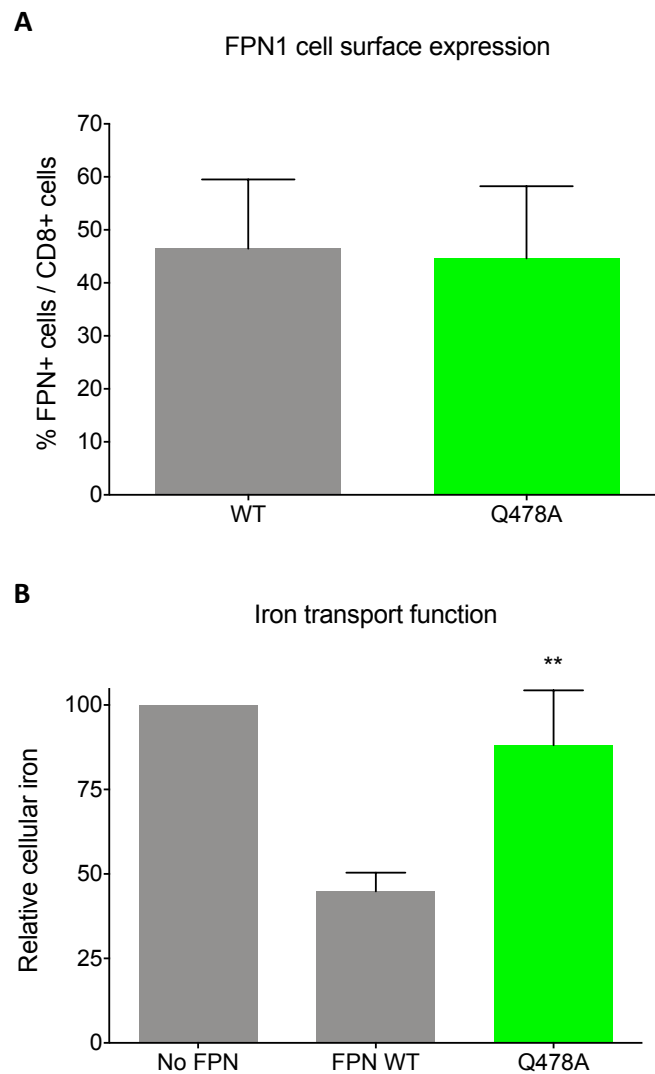 A
FPN1 cell surface expression
% FPN+ cells / CD8+ cells
70
60
50
40
30
20
10
0
WT Q478A
B
Iron transport function
**
Relative cellular iron
100
75
50
25
0
No FPN FPN WT Q478A